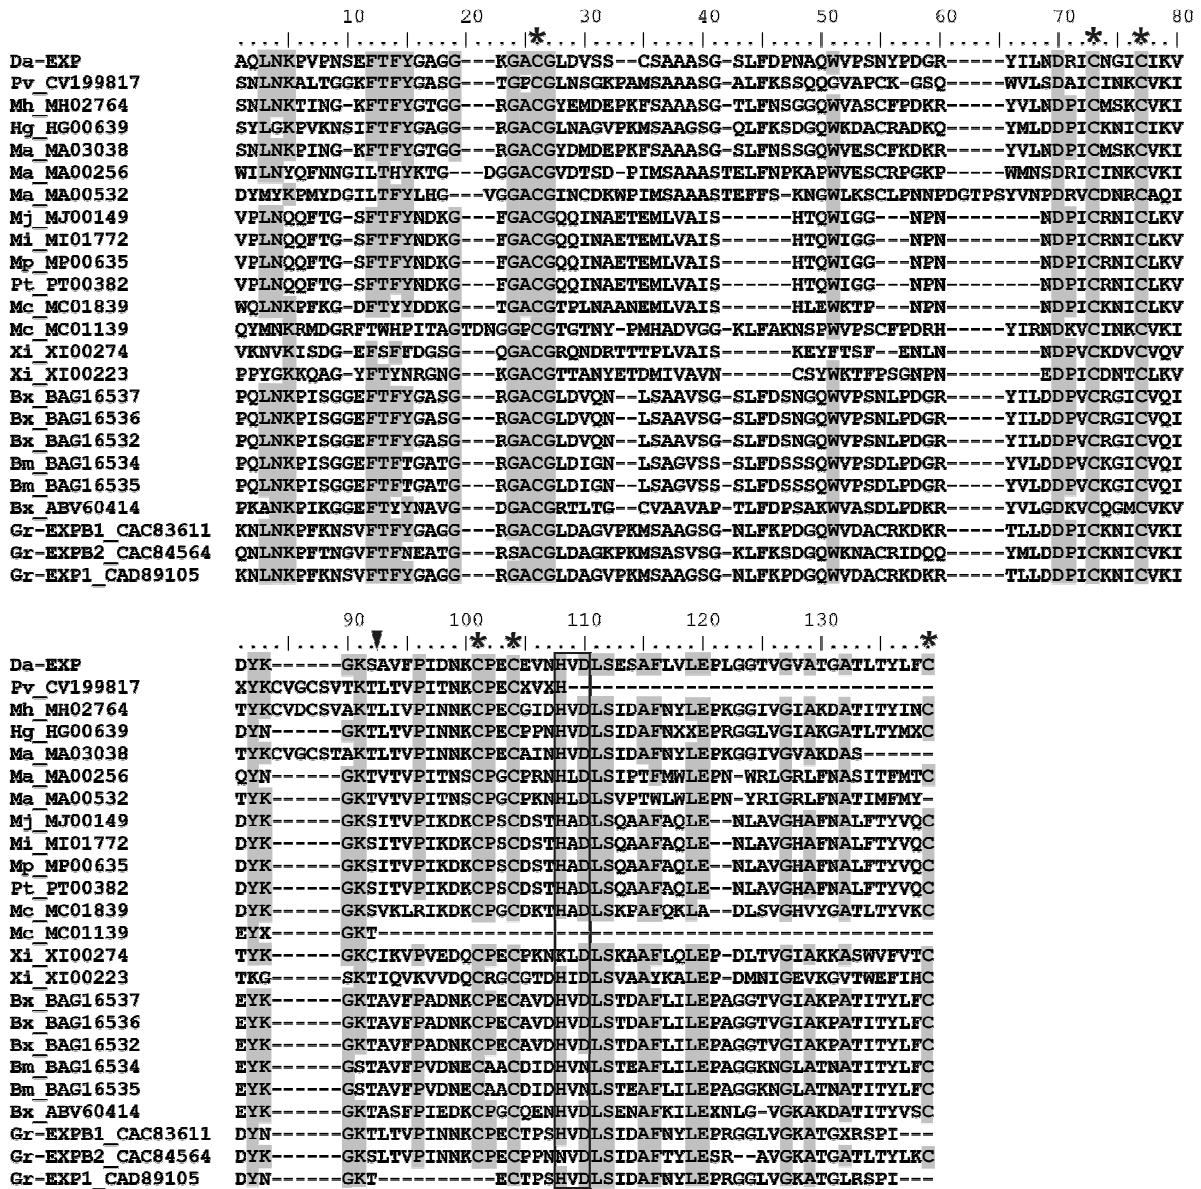 10 20 30 40 50 60 70 80
* * *
Da-EXP AQLNKPVPNSEFTFYGAGG---KGACGLDVSS--CSAAASG-SLFDPNAQWVPSNYPDGR-----YILNDRICNGICIKV
Pv_CV199817 SNLNKALTGGKFTFYGAGG---TGPCGLNSGKPAMSAAASG-KLFKSSQQGVAPCK-GSQ-----WVLSDAICINKCVKI
Mh_MH02764 SNLNKTING-KFTFYGTGG---RGACGYEMDEPKFSAAASG-TLFNSGGQWVASCFPDKR-----YVLNDPICMSKCVKI
Hg_HG00639 SYLGKPVKNSIFTFYGAGG---RGACGLNAGVPKMSAAGSG-QLFKSDGQWKDACRADKQ-----YMLDDPICKNICIKV
Ma_MA03038 SNLNKPING-KFTFYGTGG---RGACGYDMDEPKFSAAASG-SLFNSSGQWVESCFKDKR-----YVLNDPICMSKCVKI
Ma_MA00256 WILNYQFNNGILTHYKTG---DGGACGVDTSD-PIMSAAASTELFNPKAPWVESCRPGKP-----WMNSDRICNNICIKI
Ma_MA00532 DYMYKPMYDGILTFYLHG---VGGACGINCDKWPIMSAAASTEFFS-KNGWLKSCLPNNPDGTPSYVNPDRVCDNRCAQI
Mj_MJ00149 VPLNQQFTG-SFTFYNDKG---FGACGQQINAETEMLVAIS------HTQWIGG---NPN---------NDPICRNICLKV
Mi_MI01772 VPLNQQFTG-SFTFYNDKG---FGACGQQINAETEMLVAIS------HTQWIGG---NPN---------NDPICRNICLKV
Mp_MP00635 VPLNQQFTG-SFTFYNDKG---FGACGQQINAETEMLVAIS------HTQWIGG---NPN---------NDPICRNICLKV
Pt_PT00382 VPLNQQFTG-SFTFYNDKG---FGACGQQINAETEMLVAIS------HTQWIGG---NPN---------NDPICRNICLKV
Mc_MC01839 WQLNKPFKG-DFTYYDDKG---TGACGTPLNAANEMLVAIS------HLEWKTP---NPN---------NDPICKNICLKV
Mc_MC01139 QYMNKRMDGRFTWHPITAGTDNGGPCGTGTNY-PMHADVGG-KLFAKNSPWVPSCFPDRH-----YIRNDKVCINKCVKI
Xi_XI00274 VKNVKISDG-EFSFFDGSG---QGACGRQNDRTTTPLVAIS------KEYFTSF--ENLN---------NDPVCKDVCVQV
Xi_XI00223 PPYGKKQAG-YFTYNRGNG---KGACGTTANYETDMIVAVN------CSYWKTFPSGNPN---------EDPICDNTCLKV
Bx_BAG16537 PQLNKPISGGEFTFYGASG---RGACGLDVQN--LSAAVSG-SLFDSNGQWVPSNLPDGR-----YILDDPVCRGICVQI
Bx_BAG16536 PQLNKPISGGEFTFYGASG---RGACGLDVQN--LSAAVSG-SLFDSNGQWVPSNLPDGR-----YILDDPVCRGICVQI
Bx_BAG16532 PQLNKPISGGEFTFYGASG---RGACGLDVQN--LSAAVSG-SLFDSNGQWVPSNLPDGR-----YILDDPVCRGICVQI
Bm_BAG16534 PQLNKPISGGEFTFTGATG---RGACGLDIGN--LSAGVSS-SLFDSSSQWVPSDLPDGR-----YVLDDPVCKGICVQI
Bm_BAG16535 PQLNKPISGGEFTFTGATG---RGACGLDIGN--LSAGVSS-SLFDSSSQWVPSDLPDGR-----YVLDDPVCKGICVQI
Bx_ABV60414 PKANKPIKGGEFTYYNAVG---DGACGRTLTG--CVAAVAP-TLFDPSAKWVASDLPDKR-----YVLGDKVCQGMCVKV
Gr-EXPB1_CAC83611 KNLNKPFKNSVFTFYGAGG---RGACGLDAGVPKMSAAGSG-NLFKPDGQWVDACRKDKR-----TLLDDPICKNICVKI
Gr-EXPB2_CAC84564 QNLNKPFTNGVFTFNEATG---RSACGLDAGKPKMSASVSG-KLFKSDGQWKNACRIDQQ-----YMLDDPICKNICVKI
Gr-EXP1_CAD89105 KNLNKPFKNSVFTFYGAGG---RGACGLDAGVPKMSAAGSG-NLFKPDGQWVDACRKDKR-----TLLDDPICKNICVKI
90 100 110 120 130
* * *
Da-EXP DYK------GKSAVFPIDNKCPECEVNHVDLSESAFLVLEPLGGTVGVATGATLTYLFC
Pv_CV199817 XYKCVGCSVTKTLTVPITNKCPECXVXH-------------------------------
Mh_MH02764 TYKCVDCSVAKTLIVPITNKCPECGIDHVDLSIDAFNYLEPKGGIVGIAKDATITYINC
Hg_HG00639 DYN------GKTLTVPINNKCPECPPNHVDLSIDAFNXXEPRGGLVGIAKGATLTYMXC
Ma_MA03038 TYKCVGCSTAKTLTVPINNKCPECAINHVDLSIDAFNYLEPKGGIVGVAKDAS------
Ma_MA00256 QYN------GKTVTVPITNSCPGCPRNHLDLSIPTFMWLEPN-WRLGRLFNASITFMTC
Ma_MA00532 TYK------GKTVTVPITNSCPGCPKNHLDLSVPTWLWLEPN-YRIGRLFNATIMFMY-
Mj_MJ00149 DYK------GKSITVPIKDKCPSCDSTHADLSQAAFAQLE--NLAVGHAFNALFTYVQC
Mi_MI01772 DYK------GKSITVPIKDKCPSCDSTHADLSQAAFAQLE--NLAVGHAFNALFTYVQC
Mp_MP00635 DYK------GKSITVPIKDKCPSCDSTHADLSQAAFAQLE--NLAVGHAFNALFTYVQC
Pt_PT00382 DYK------GKSITVPIKDKCPSCDSTHADLSQAAFAQLE--NLAVGHAFNALFTYVQC
Mc_MC01839 DYK------GKSVKLRIKDKCPGCDKTHADLSKPAFQKLA--DLSVGHVYGATLTYVKC
Mc_MC01139 EYX------GKT-----------------------------------------------
Xi_XI00274 TYK------GKCIKVPVEDQCPECPKNKLDLSKAAFLQLEP-DLTVGIAKKASWVFVTC
Xi_XI00223 TKG------SKTIQVKVVDQCRGCGTDHIDLSVAAYKALEP-DMNIGEVKGVTWEFIHC
Bx_BAG16537 EYK------GKTAVFPADNKCPECAVDHVDLSTDAFLILEPAGGTVGIAKPATITYLFC
Bx_BAG16536 EYK------GKTAVFPADNKCPECAVDHVDLSTDAFLILEPAGGTVGIAKPATITYLFC
Bx_BAG16532 EYK------GKTAVFPADNKCPECAVDHVDLSTDAFLILEPAGGTVGIAKPATITYLFC
Bm_BAG16534 EYK------GSTAVFPVDNECAACDIDHVNLSTEAFLILEPAGGKNGLATNATITYLFC
Bm_BAG16535 EYK------GSTAVFPVDNECAACDIDHVNLSTEAFLILEPAGGKNGLATNATITYLFC
Bx_ABV60414 EYK------GKTASFPIEDKCPGCQENHVDLSENAFKILEXNLG-VGKAKDATITYVSC
Gr-EXPB1_CAC83611 DYN------GKTLTVPINNKCPECTPSHVDLSIDAFNYLEPRGGLVGKATGXRSPI---
Gr-EXPB2_CAC84564 DYK------GKSLTVPINNKCPECPPNNVDLSIDAFTYLESR--AVGKATGATLTYLKC
Gr-EXP1_CAD89105 DYN------GKT----------ECTPSHVDLSIDAFNYLEPRGGLVGKATGLRSPI---